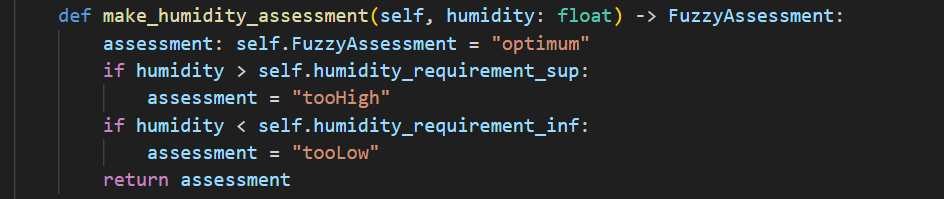 def make_humidity_assessment(self, humidity: float) -> FuzzyAssessment:
    assessment: self.FuzzyAssessment = "optimum"
    if humidity > self.humidity_requirement_sup:
        assessment = "tooHigh"
    if humidity < self.humidity_requirement_inf:
        assessment = "tooLow"
    return assessment